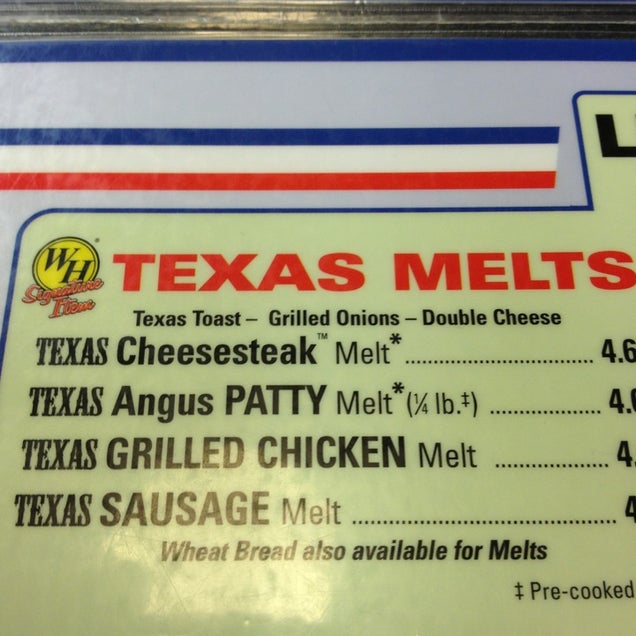 L
WH
Signature
Item
TEXAS MELTS
Texas Toast – Grilled Onions – Double Cheese
TEXAS Cheesesteak™ Melt*.............................. 4.6
TEXAS Angus PATTY Melt* (¼ lb.‡) .................... 4.
TEXAS GRILLED CHICKEN Melt .................... 4.
TEXAS SAUSAGE Melt ........................................ 4
Wheat Bread also available for Melts
‡ Pre-cooked